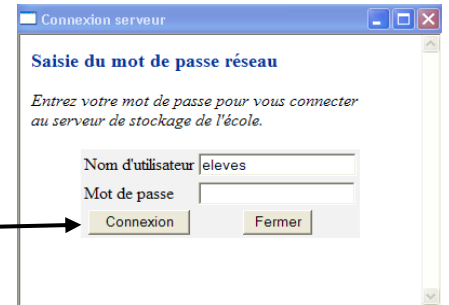 Connexion serveur
Saisie du mot de passe réseau
Entrez votre mot de passe pour vous connecter
au serveur de stockage de l'école.
Nom d'utilisateur eleves
Mot de passe
Connexion Fermer